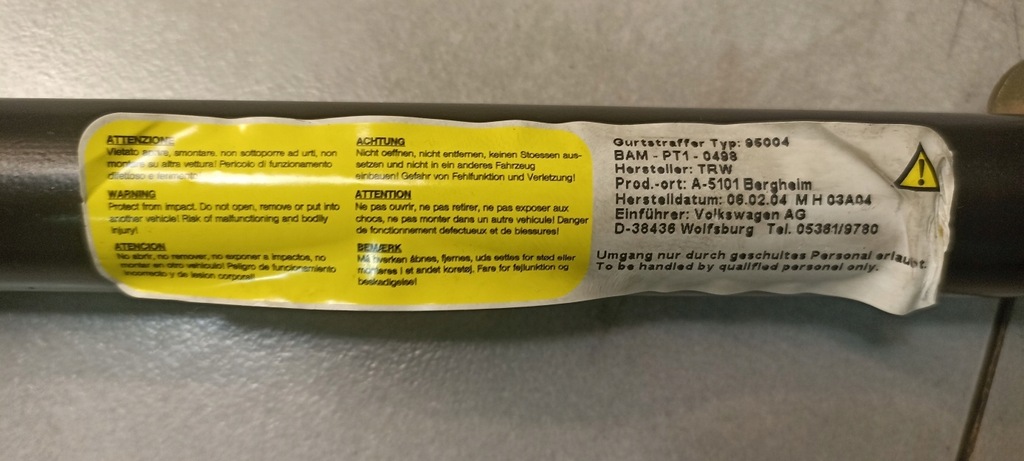 ATTENZIONE
smontare, non sottoporre ad urti, non
su altra vettura! Pericolo di funzionamento
WARNING
Protect from impact. Do not open, remove or put into
another vehicle! Risk of malfunctioning and bodily
injury!
ATENCION
No abrir, no remover, no exponer a impactos, no
montar en otro vehiculo! Peligro de funcionamiento
incorrecto y de lesion corporal!
ACHTUNG
Nicht oeffnen, nicht entfernen, keinen Stoessen aus-
setzen und nicht in ein anderes Fahrzeug
einbauen! Gefahr von Fehlfunktion und Verletzung!
ATTENTION
Ne pas ouvrir, ne pas retirer, ne pas exposer aux
chocs, ne pas monter dans un autre vehicule! Danger
de fonctionnement defectueux et de blessures!
BEMÆRK
Må hverken åbnes, fjernes, uds ettes for stød eller
monteres i et andet koretøj. Fare for fejlunktion og
beskadigelse!
Gurtstraffer Typ: 95004
BAM - PT1 - 0498
Hersteller: TRW
Prod.-ort: A-5101 Bergheim
Herstelldatum: 06.02.04 M H 03A04
Einführer: Volkswagen AG
D-38436 Wolfsburg Tel. 05361/9780
Umgang nur durch geschultes Personal erlaubt.
To be handled by qualified personel only.